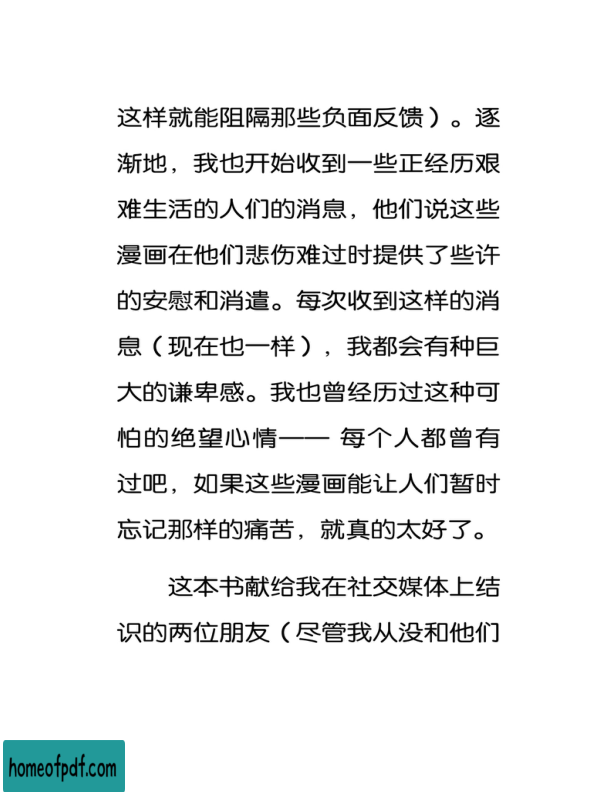 这样就能阻隔那些负面反馈）。逐
渐地，我也开始收到一些正经历艰
难生活的人们的消息，他们说这些
漫画在他们悲伤难过时提供了些许
的安慰和消遣。每次收到这样的消
息（现在也一样），我都会有种巨
大的谦卑感。我也曾经历过这种可
怕的绝望心情—— 每个人都曾有
过吧，如果这些漫画能让人们暂时
忘记那样的痛苦，就真的太好了。
这本书献给我在社交媒体上结
识的两位朋友（尽管我从没和他们
homeofpdf.com